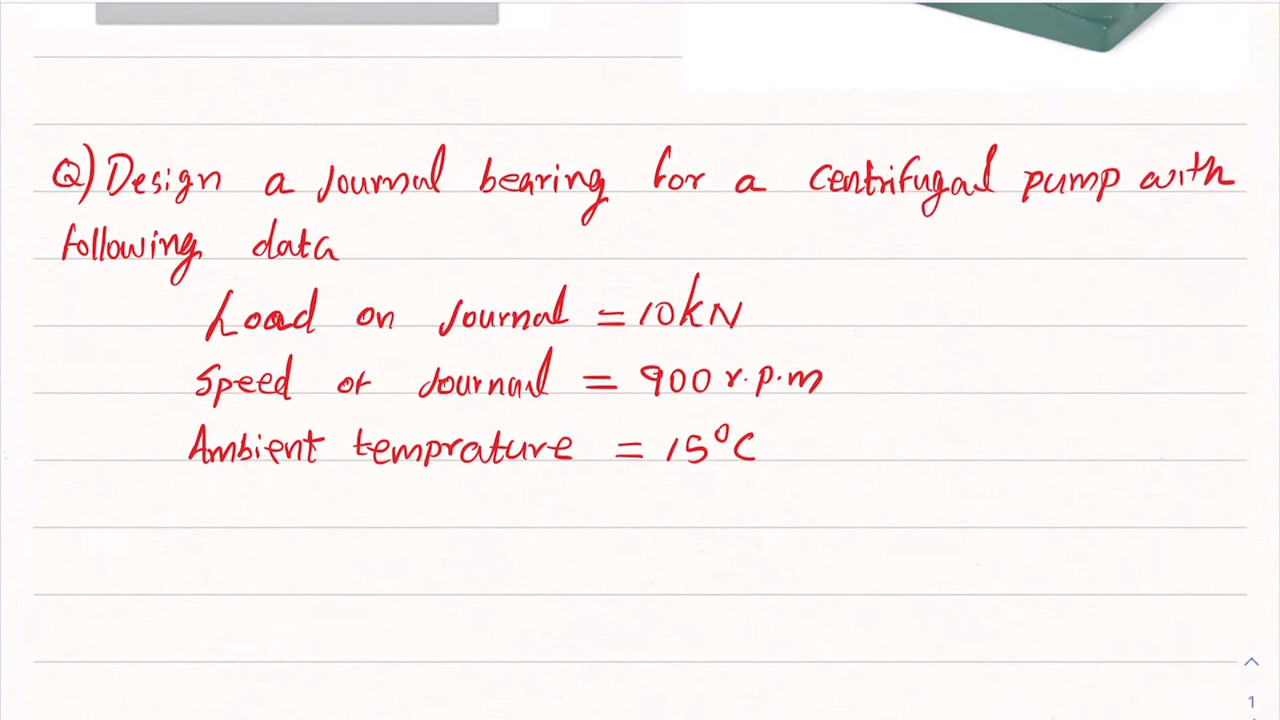 Q) Design a Journal bearing for a centrifugal pump with
following data
Load on Journal = 10kN
Speed of Journal = 900 r.p.m
Ambient temprature = 15°C
1